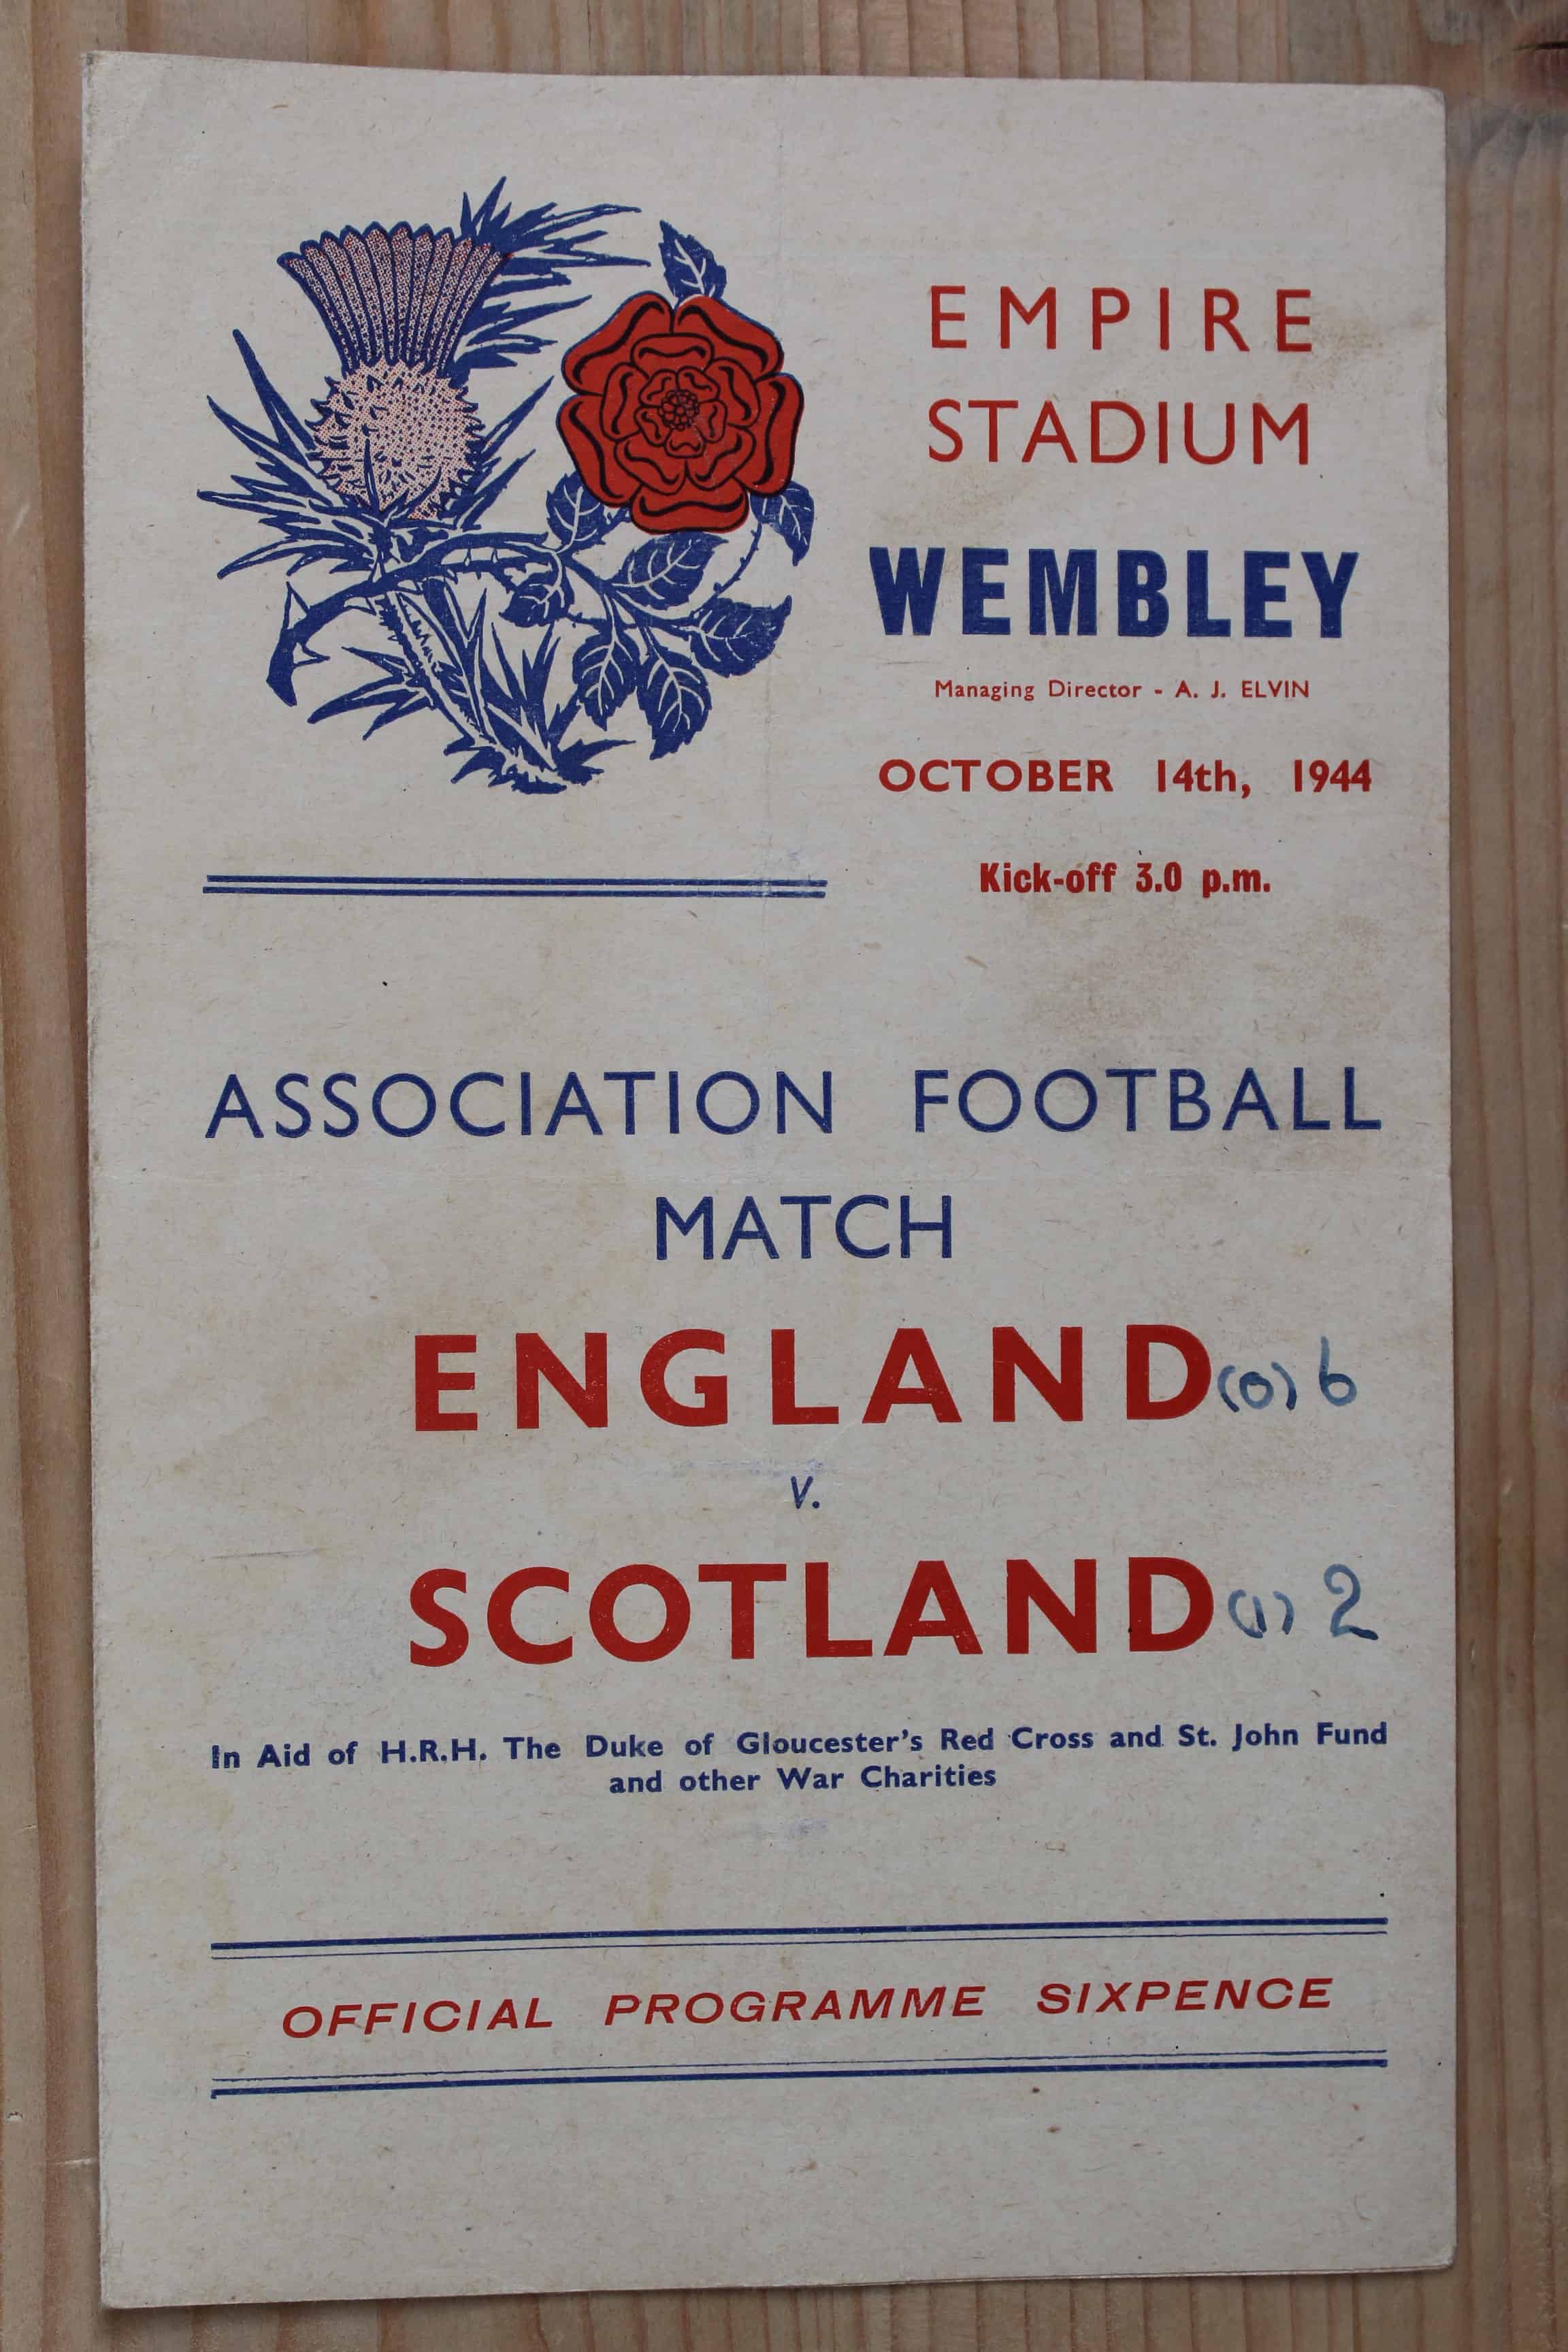 EMPIRE
STADIUM
WEMBLEY
Managing Director - A. J. ELVIN
OCTOBER 14th, 1944
Kick-off 3.0 p.m.
ASSOCIATION FOOTBALL
MATCH
ENGLAND (0) 6
v.
SCOTLAND (1) 2
In Aid of H.R.H. The Duke of Gloucester's Red Cross and St. John Fund
and other War Charities
OFFICIAL PROGRAMME SIXPENCE